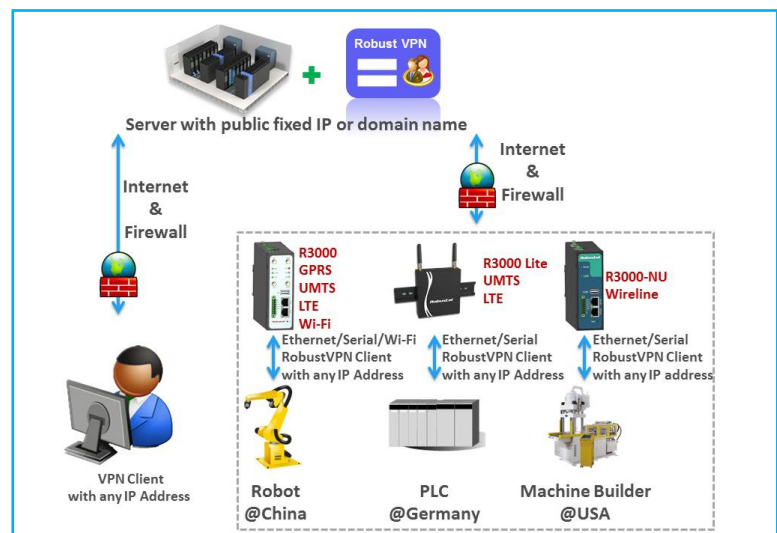 Robust VPN
Server with public fixed IP or domain name
Internet
&
Firewall
Internet
&
Firewall
R3000
GPRS
UMTS
LTE
Wi-Fi
R3000 Lite
UMTS
LTE
Robustel
R3000-NU
Wireline
Ethernet/Serial/Wi-Fi
RobustVPN Client
with any IP Address
Ethernet/Serial
RobustVPN Client
with any IP Address
Ethernet/Serial
RobustVPN Client
with any IP address
VPN Client
with any IP Address
Robot
@China
PLC
@Germany
Machine Builder
@USA